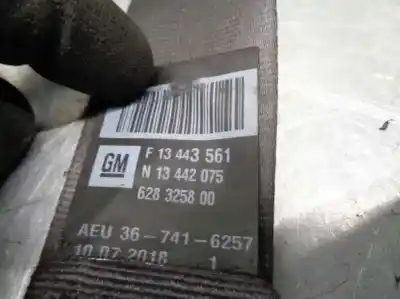 F 13 443 561
GM N 13 442 075
628 3258 00
AEU 36-741-6257
10.07.2018 1